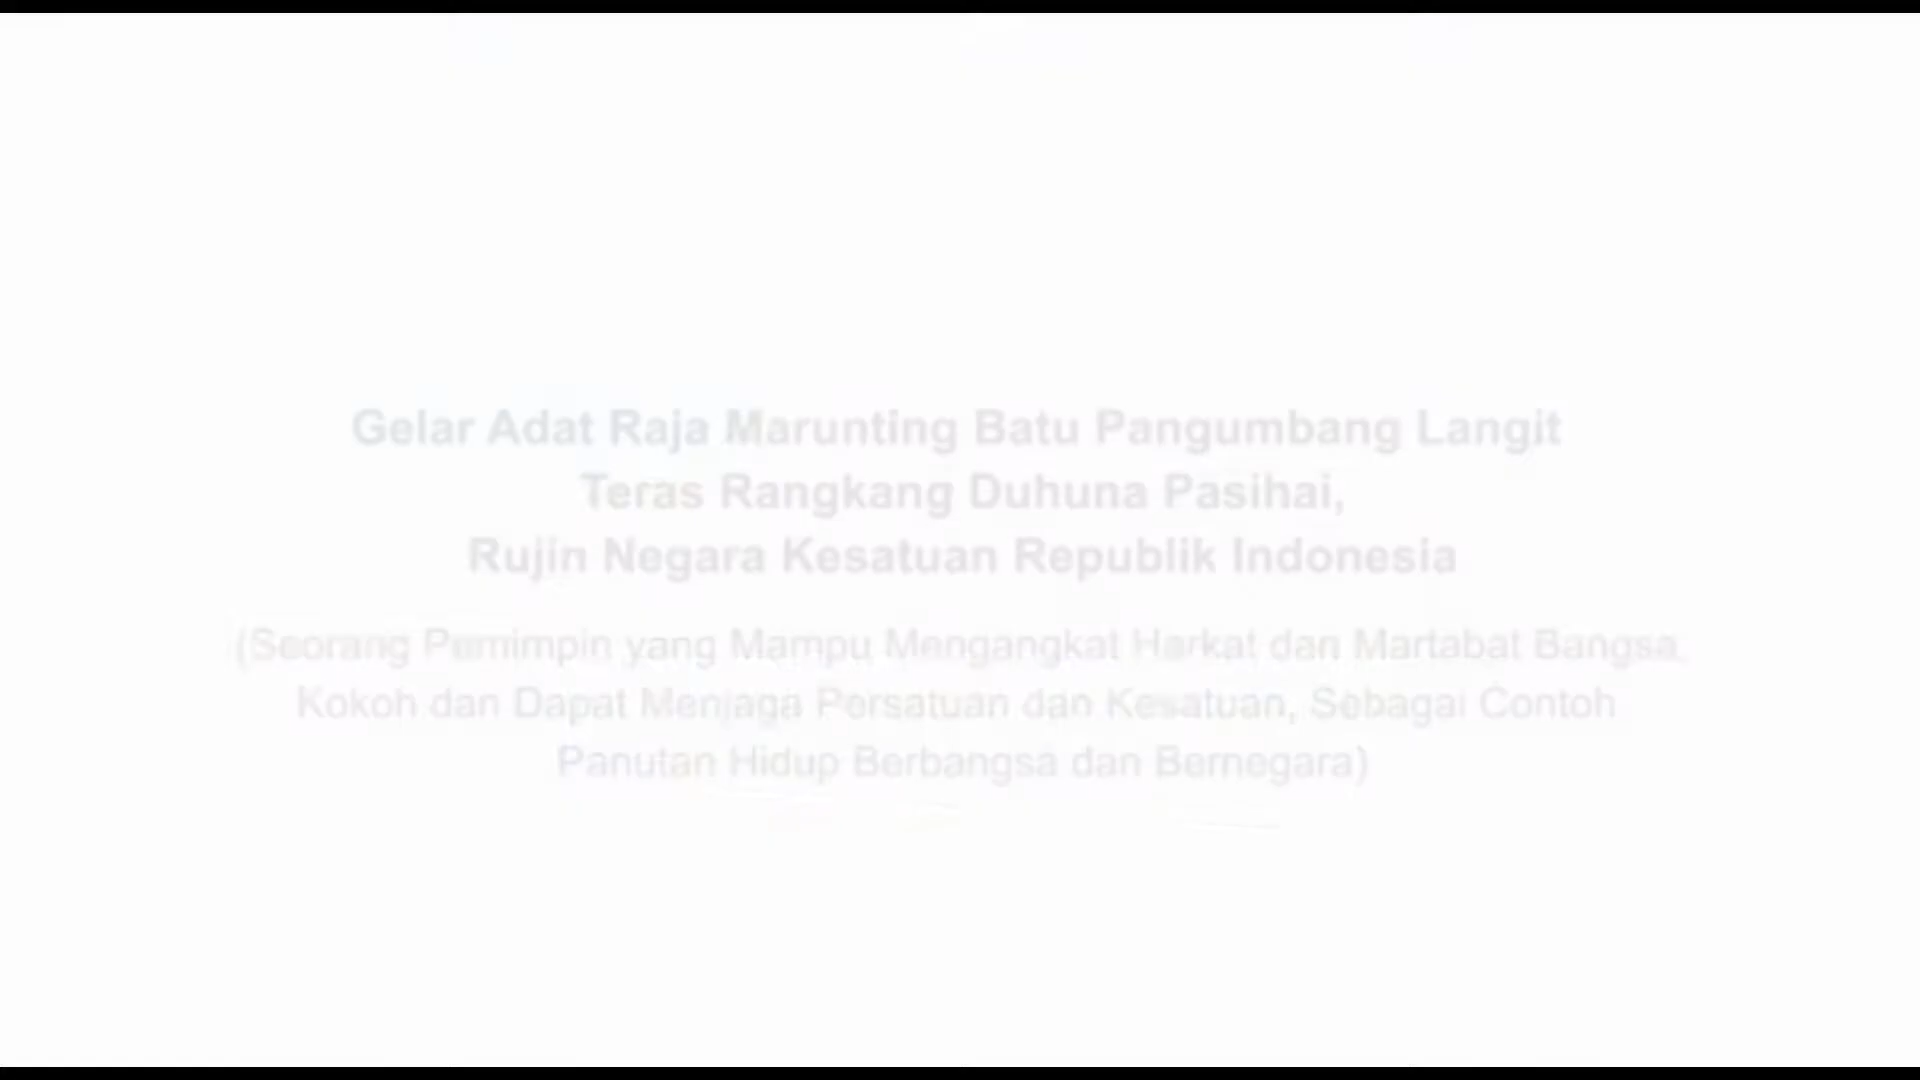 Gelar Adat Raja Marunting Batu Pangumbang Langit
Teras Rangkang Duhuna Pasihai,
Rujin Negara Kesatuan Republik Indonesia
(Seorang Pemimpin yang Mampu Mengangkat Harkat dan Martabat Bangsa,
Kokoh dan Dapat Menjaga Persatuan dan Kesatuan, Sebagai Contoh
Panutan Hidup Berbangsa dan Bernegara)